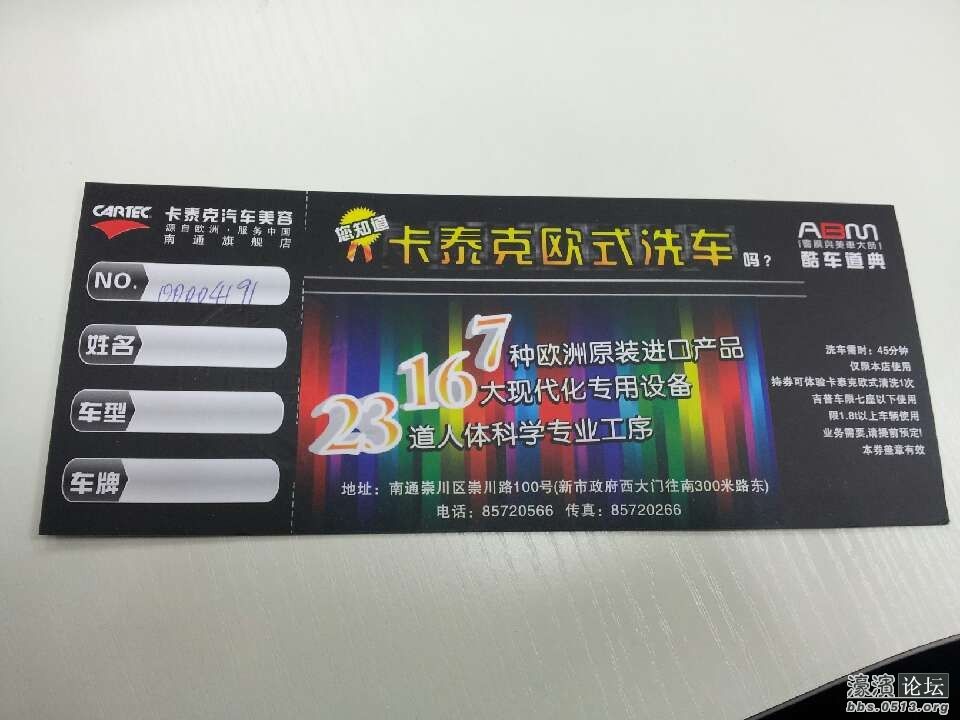 CARTEC 卡泰克汽车美容
源自欧洲·服务中国
南通旗舰店
NO.
姓名
车型
车牌
您知道
卡泰克欧式洗车吗？
7种欧洲原装进口产品
16大现代化专用设备
23道人体科学专业工序
地址：南通崇川区崇川路100号(新市政府西大门往南300米路东)
电话：85720566 传真：85720266
ABM
酷车道典
洗车需时：45分钟
仅限本店使用
持券可体验卡泰克欧式清洗1次
吉普车限七座以下使用
限1.8t以上车辆使用
业务需要,请提前预定!
本券盖章有效
濠滨论坛
bbs.0513.org